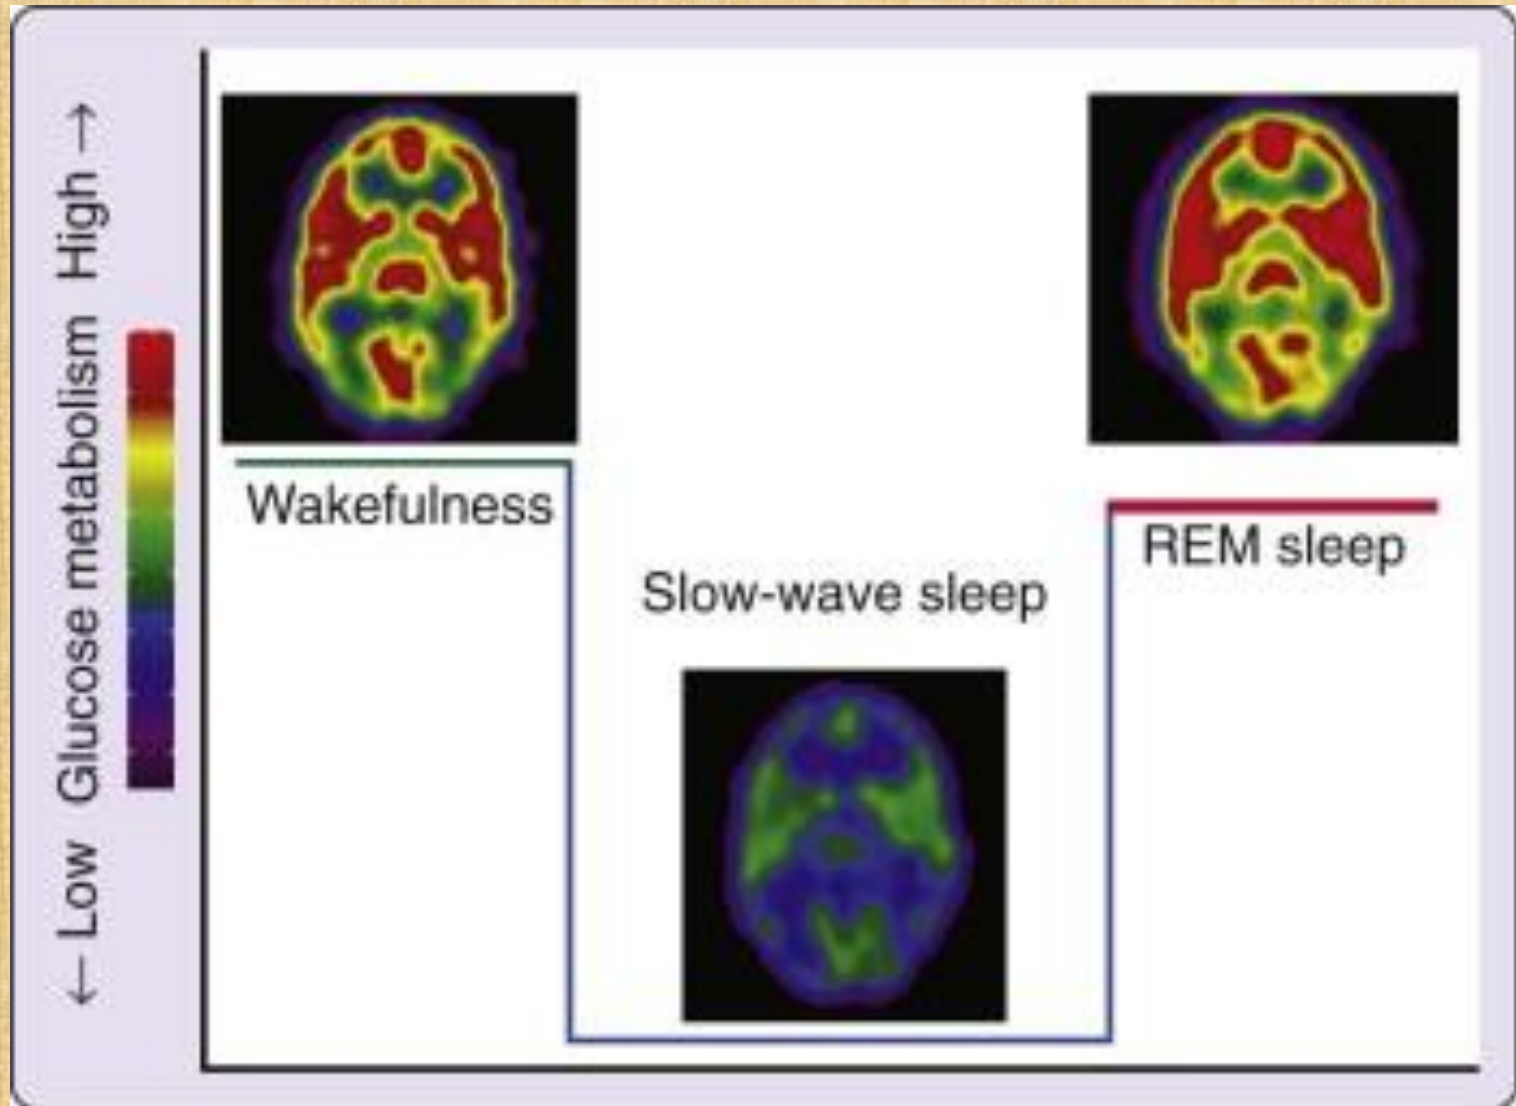 ← Low Glucose metabolism High →
Wakefulness
Slow-wave sleep
REM sleep